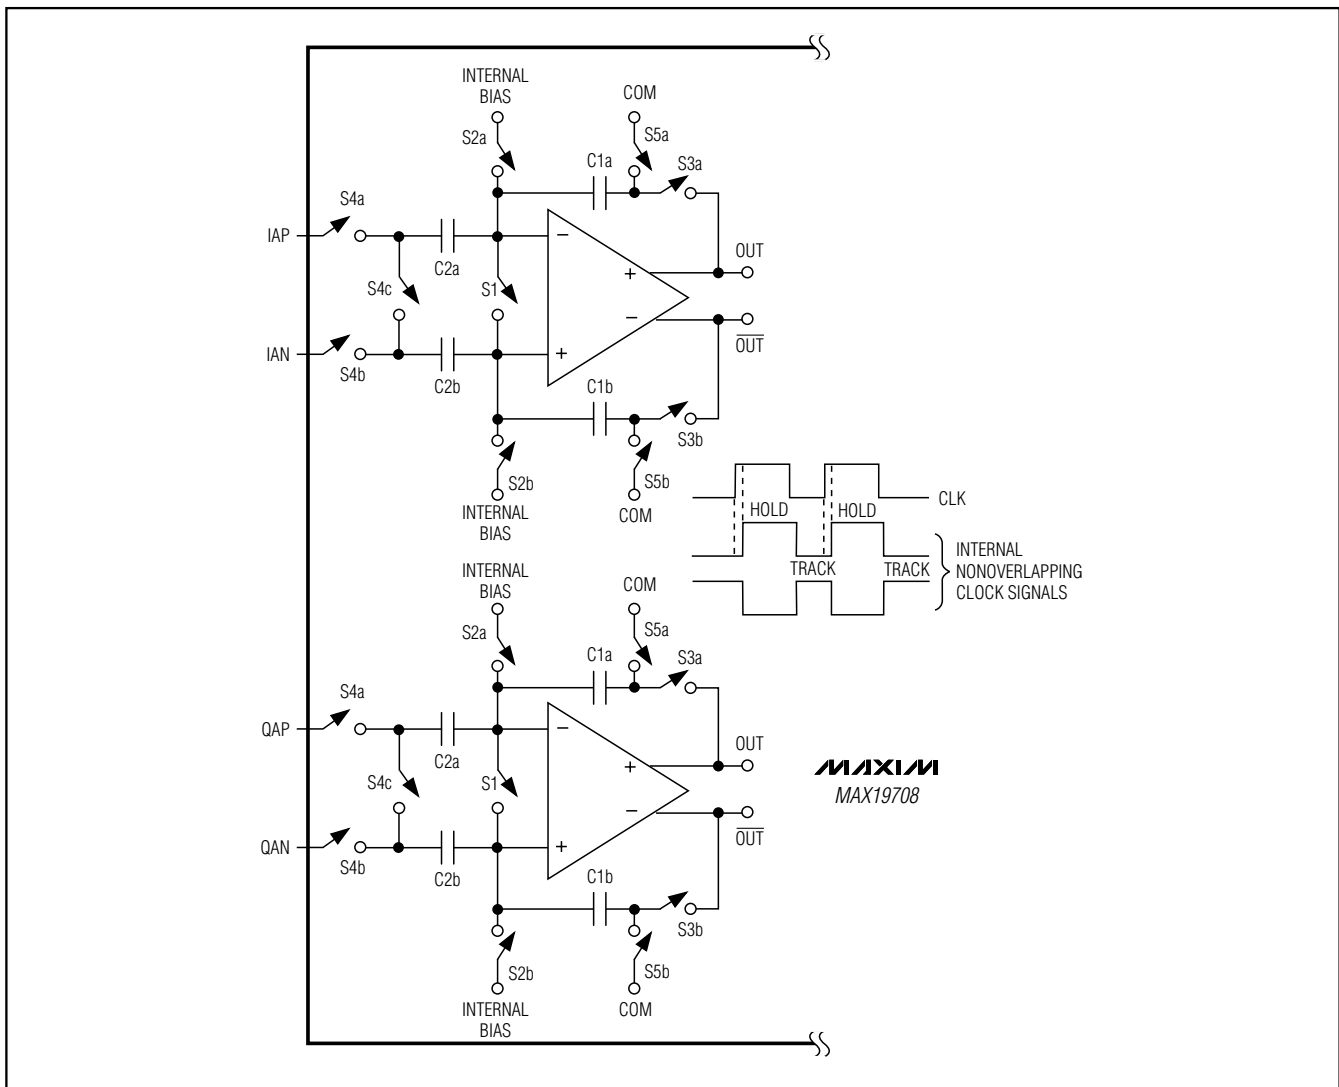 INTERNAL
BIAS
COM
S2a
S5a
C1a
S3a
S4a
IAP
−
OUT
C2a
+
S4c
S1
−
OUT
IAN
+
S4b
C2b
C1b
S3b
S2b
S5b
CLK
INTERNAL
BIAS
COM
HOLD
HOLD
TRACK
TRACK
INTERNAL
NONOVERLAPPING
CLOCK SIGNALS
INTERNAL
BIAS
COM
S2a
S5a
C1a
S3a
S4a
QAP
−
OUT
C2a
+
MAXIM
S4c
S1
MAX19708
−
OUT
QAN
+
S4b
C2b
C1b
S3b
S2b
S5b
INTERNAL
BIAS
COM